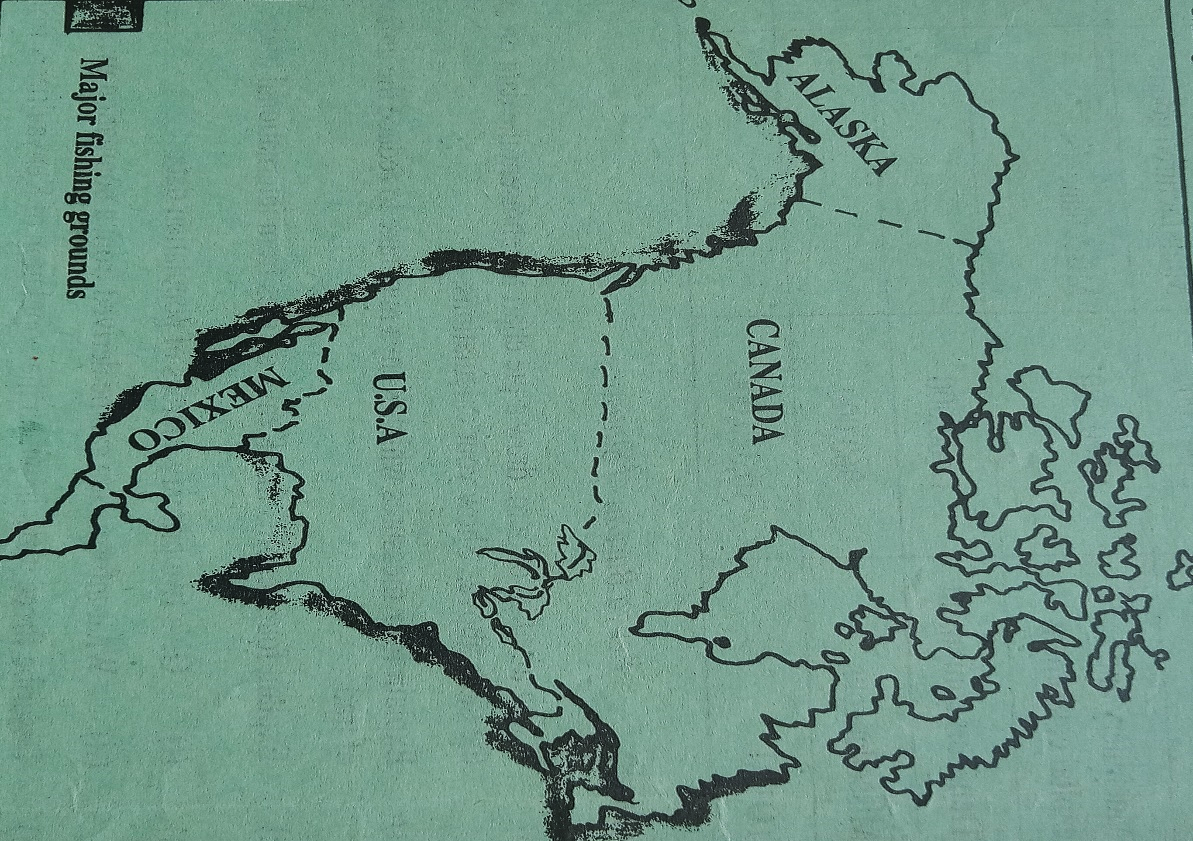 ALASKA
CANADA
U.S.A
MEXICO
Major fishing grounds